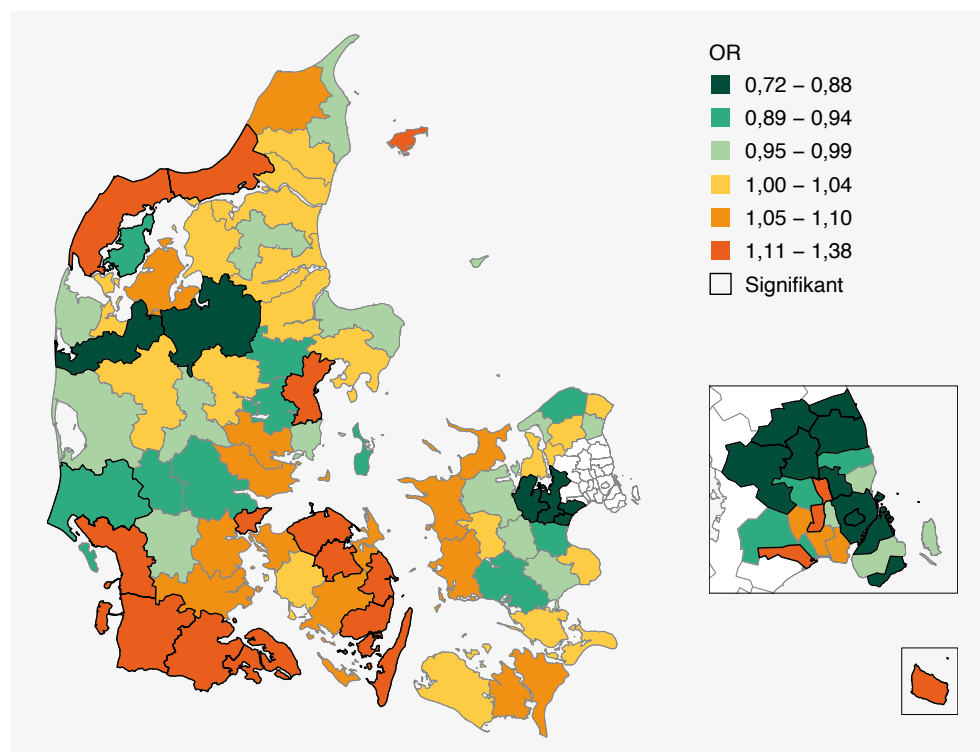 OR
0,72 – 0,88
0,89 – 0,94
0,95 – 0,99
1,00 – 1,04
1,05 – 1,10
1,11 – 1,38
Signifikant